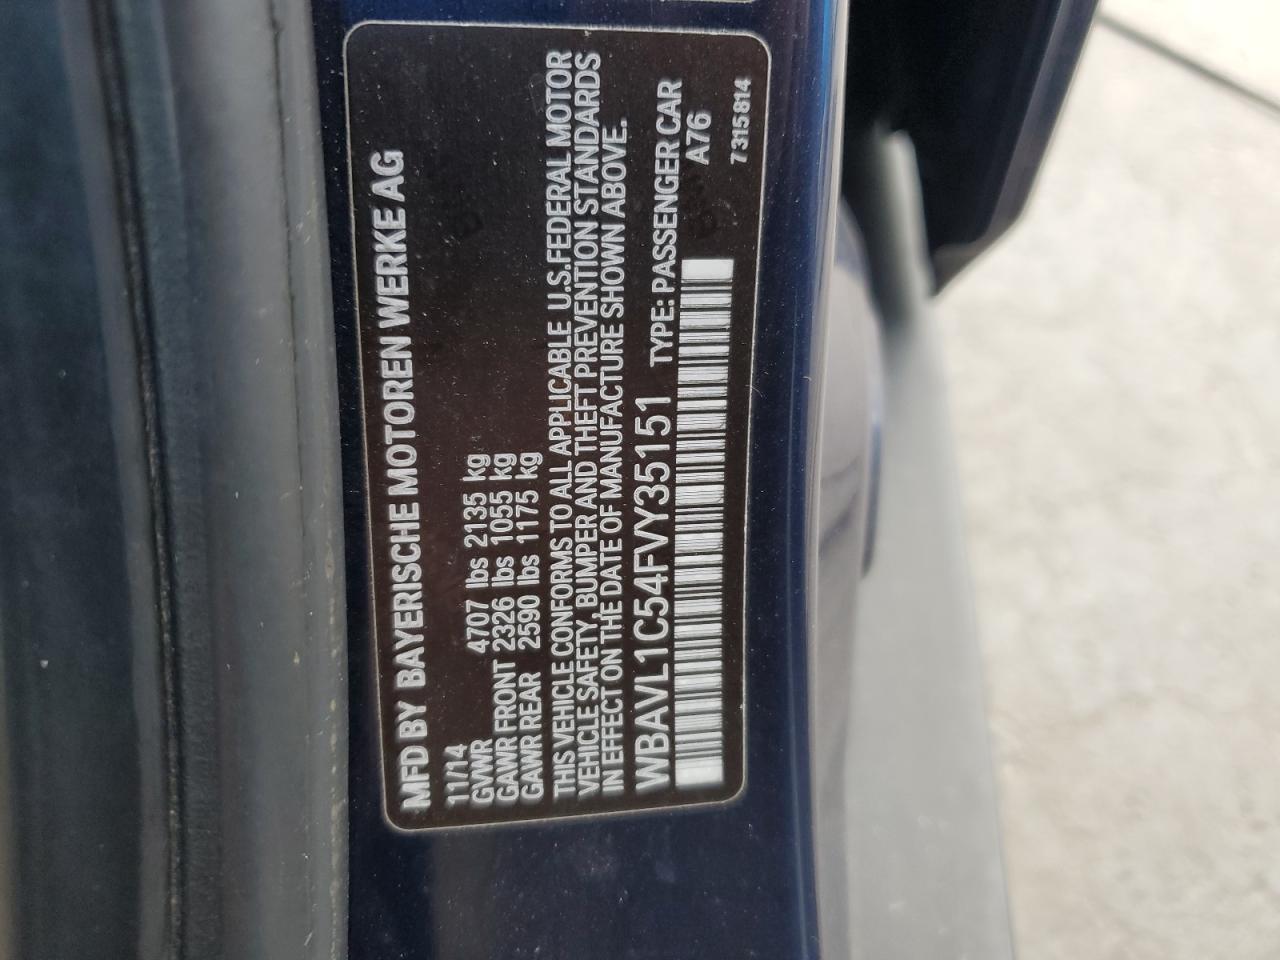 MFD BY BAYERISCHE MOTOREN WERKE AG
11/14
GVWR 4707 lbs 2135 kg
GAWR FRONT 2326 lbs 1055 kg
GAWR REAR 2590 lbs 1175 kg
THIS VEHICLE CONFORMS TO ALL APPLICABLE U.S.FEDERAL MOTOR
VEHICLE SAFETY, BUMPER AND THEFT PREVENTION STANDARDS
IN EFFECT ON THE DATE OF MANUFACTURE SHOWN ABOVE.
WBAVL1C54FVY35151 TYPE: PASSENGER CAR
A76
7315814